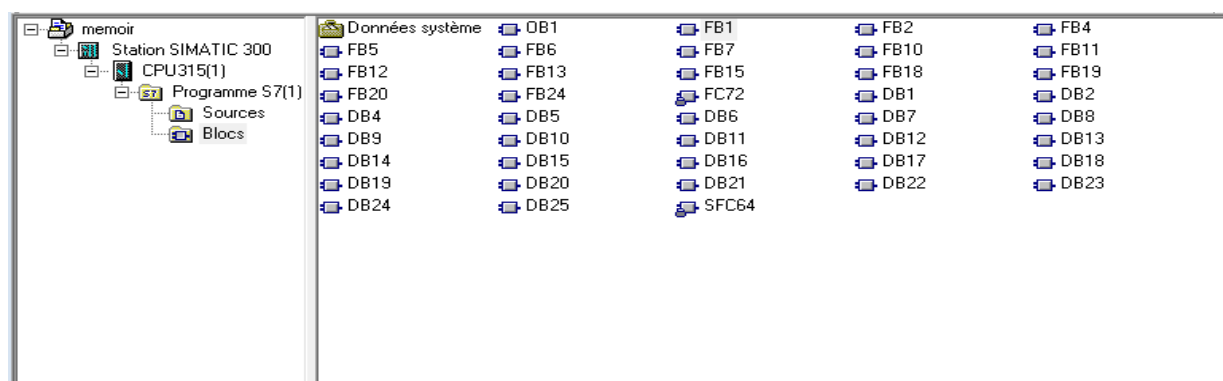 memoir
Station SIMATIC 300
CPU315(1)
Programme S7(1)
Sources
Blocs
Données système OB1 FB1 FB2 FB4
FB5 FB6 FB7 FB10 FB11
FB12 FB13 FB15 FB18 FB19
FB20 FB24 FC72 DB1 DB2
DB4 DB5 DB6 DB7 DB8
DB9 DB10 DB11 DB12 DB13
DB14 DB15 DB16 DB17 DB18
DB19 DB20 DB21 DB22 DB23
DB24 DB25 SFC64